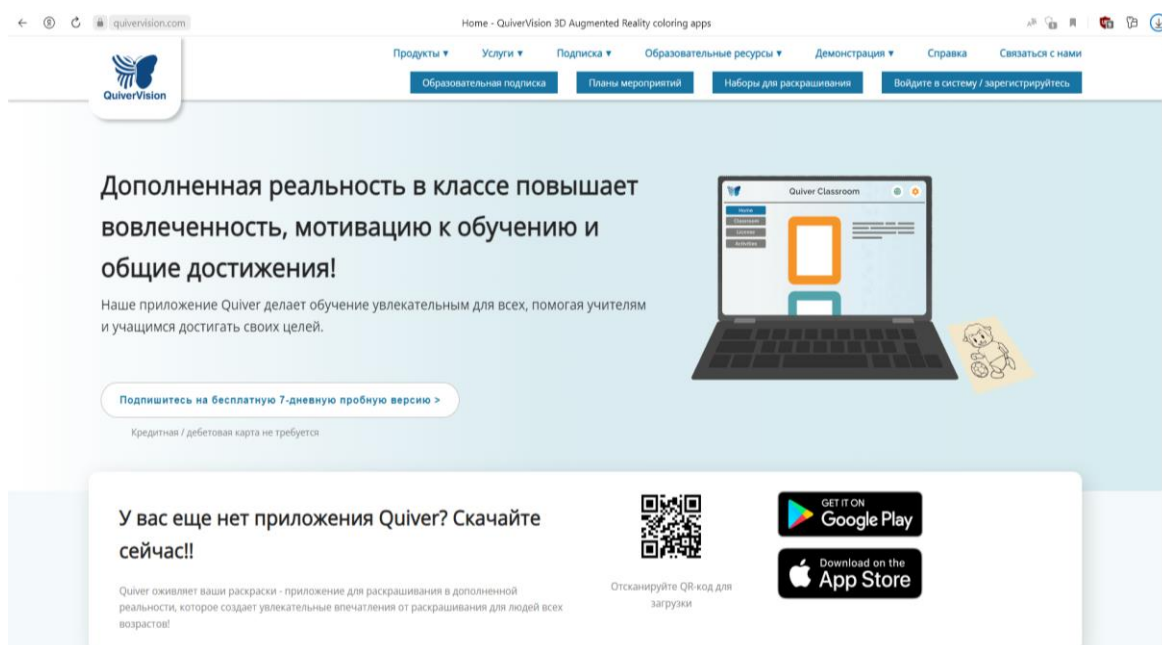 quivervision.com
Home - QuiverVision 3D Augmented Reality coloring apps
QuiverVision
Продукты ▾ Услуги ▾ Подписка ▾ Образовательные ресурсы ▾ Демонстрация ▾ Справка Связаться с нами
Образовательная подписка Планы мероприятий Наборы для раскрашивания Войдите в систему / зарегистрируйтесь
Дополненная реальность в классе повышает
вовлеченность, мотивацию к обучению и
общие достижения!
Наше приложение Quiver делает обучение увлекательным для всех, помогая учителям
и учащимся достигать своих целей.
Quiver Classroom
Home
Classroom
Activities
Подпишитесь на бесплатную 7-дневную пробную версию >
Кредитная / дебетовая карта не требуется
У вас еще нет приложения Quiver? Скачайте
сейчас!!
Quiver оживляет ваши раскраски - приложение для раскрашивания в дополненной
реальности, которое создает увлекательные впечатления от раскрашивания для людей всех
возрастов!
Отсканируйте QR-код для
загрузки
GET IT ON
Google Play
Download on the
App Store